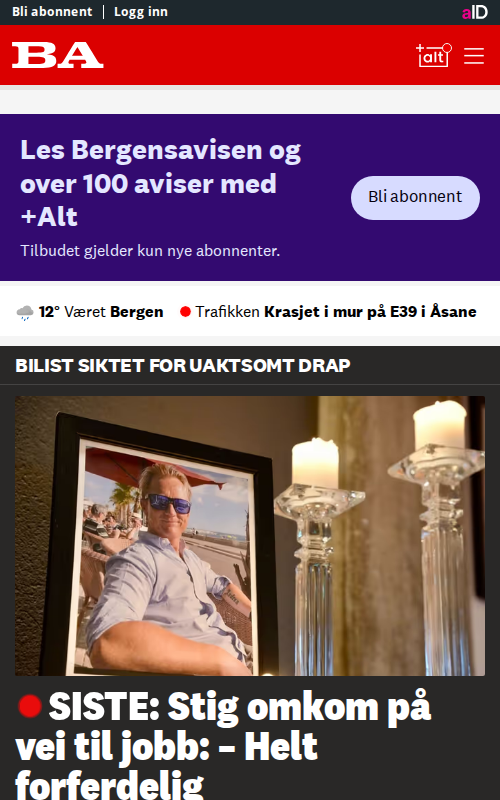 Bli abonnent Logg inn aID
BA +alt
Les Bergensavisen og
over 100 aviser med
+Alt
Bli abonnent
Tilbudet gjelder kun nye abonnenter.
12° Været Bergen Trafikken Krasjet i mur på E39 i Åsane
BILIST SIKTET FOR UAKTSOMT DRAP
SISTE: Stig omkom på
vei til jobb: – Helt
forferdelig